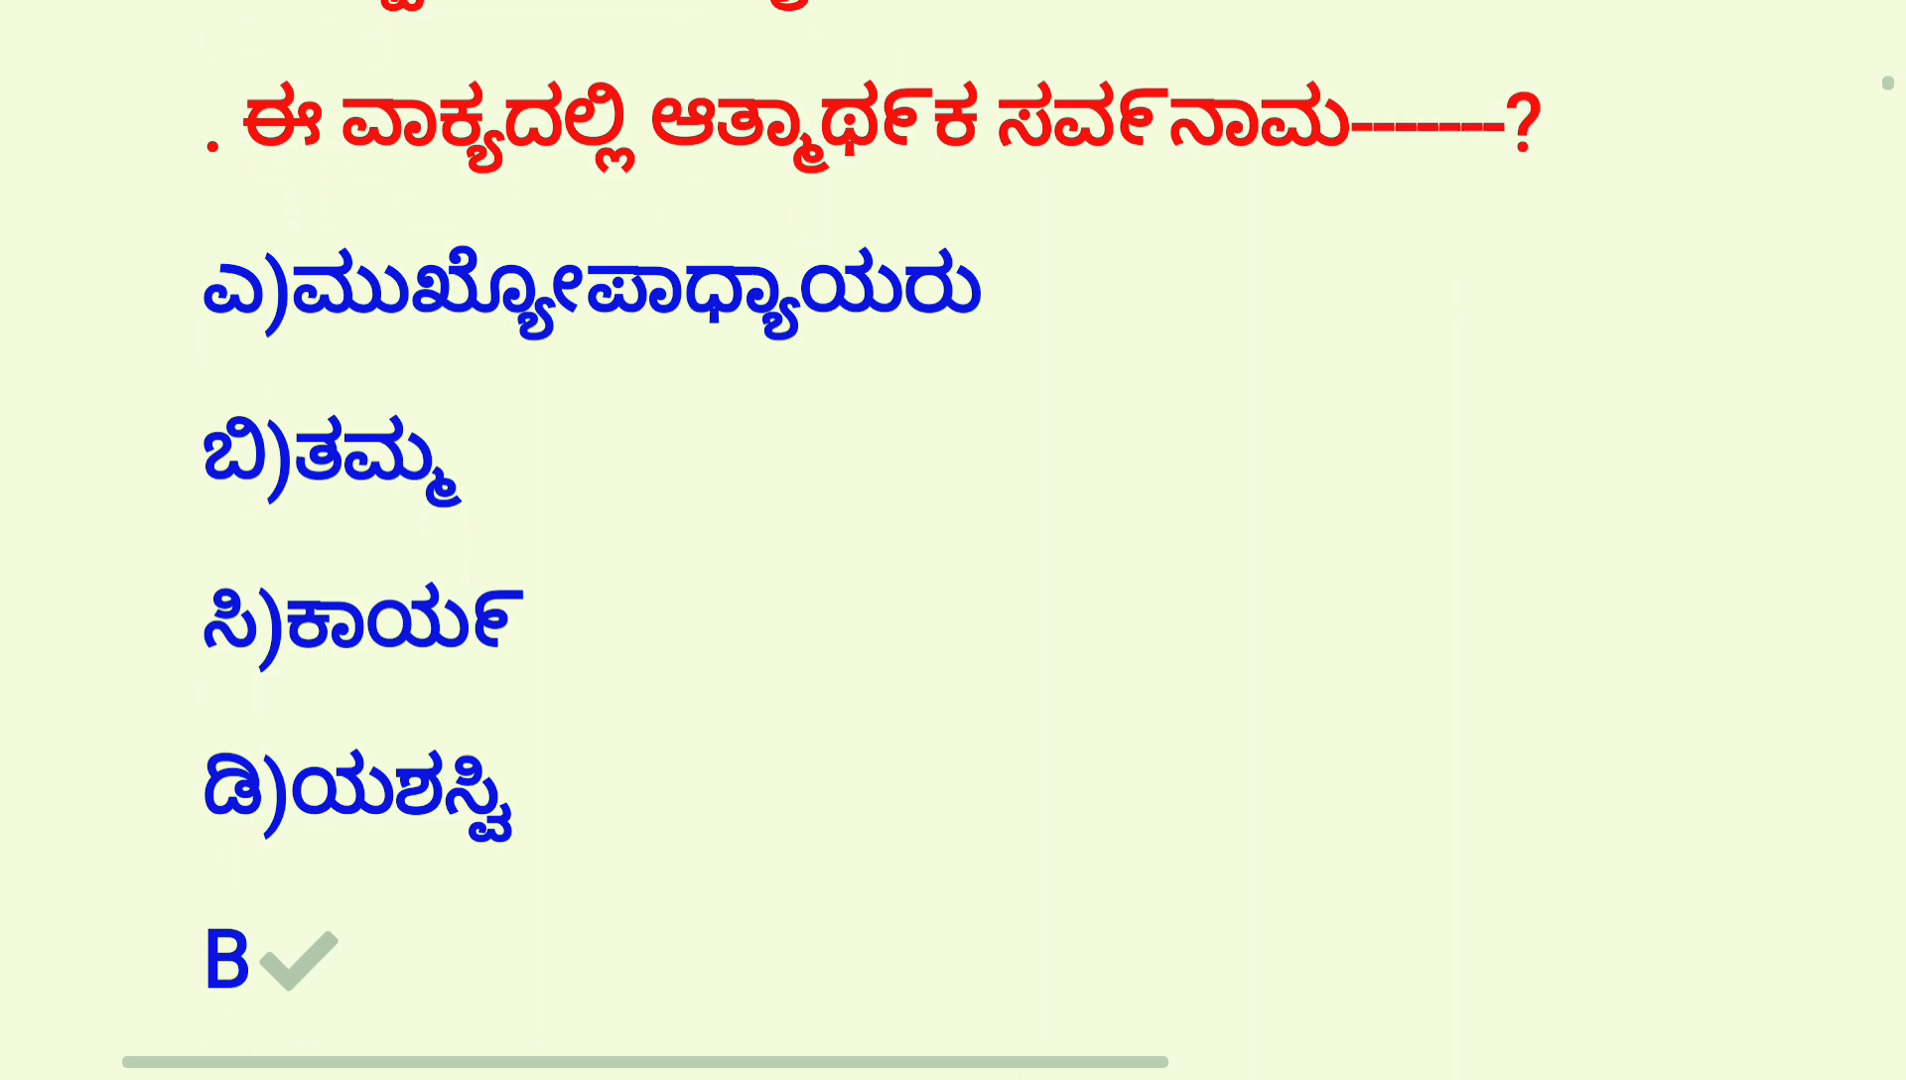 . ಈ ವಾಕ್ಯದಲ್ಲಿ ಆತ್ಮಾರ್ಥಕ ಸರ್ವನಾಮ-------?
ಎ)ಮುಖ್ಯೋಪಾಧ್ಯಾಯರು
ಬಿ)ತಮ್ಮ
ಸಿ)ಕಾರ್ಯ
ಡಿ)ಯಶಸ್ವಿ
B✓